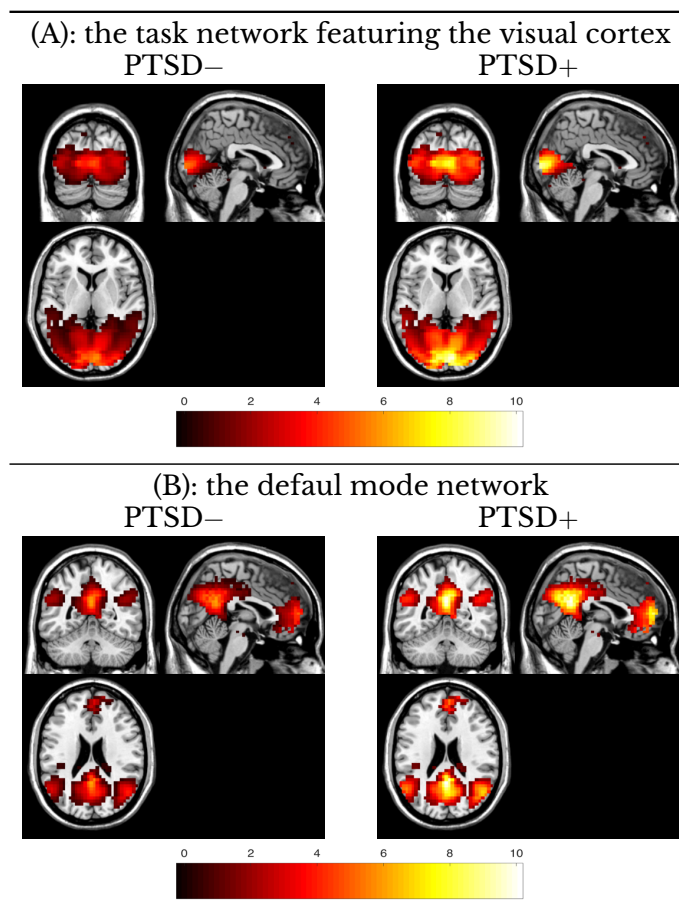 (A): the task network featuring the visual cortex
PTSD− PTSD+
0 2 4 6 8 10
(B): the defaul mode network
PTSD− PTSD+
0 2 4 6 8 10